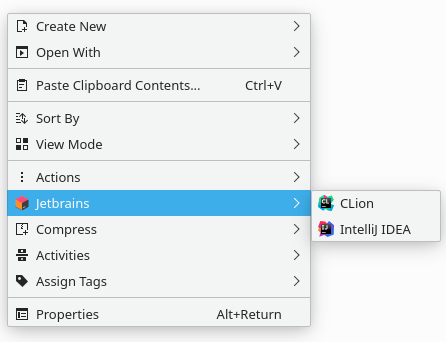 Create New
Open With
Paste Clipboard Contents... Ctrl+V
Sort By
View Mode
Actions
Jetbrains
CLion
Compress
IntelliJ IDEA
Activities
Assign Tags
Properties Alt+Return